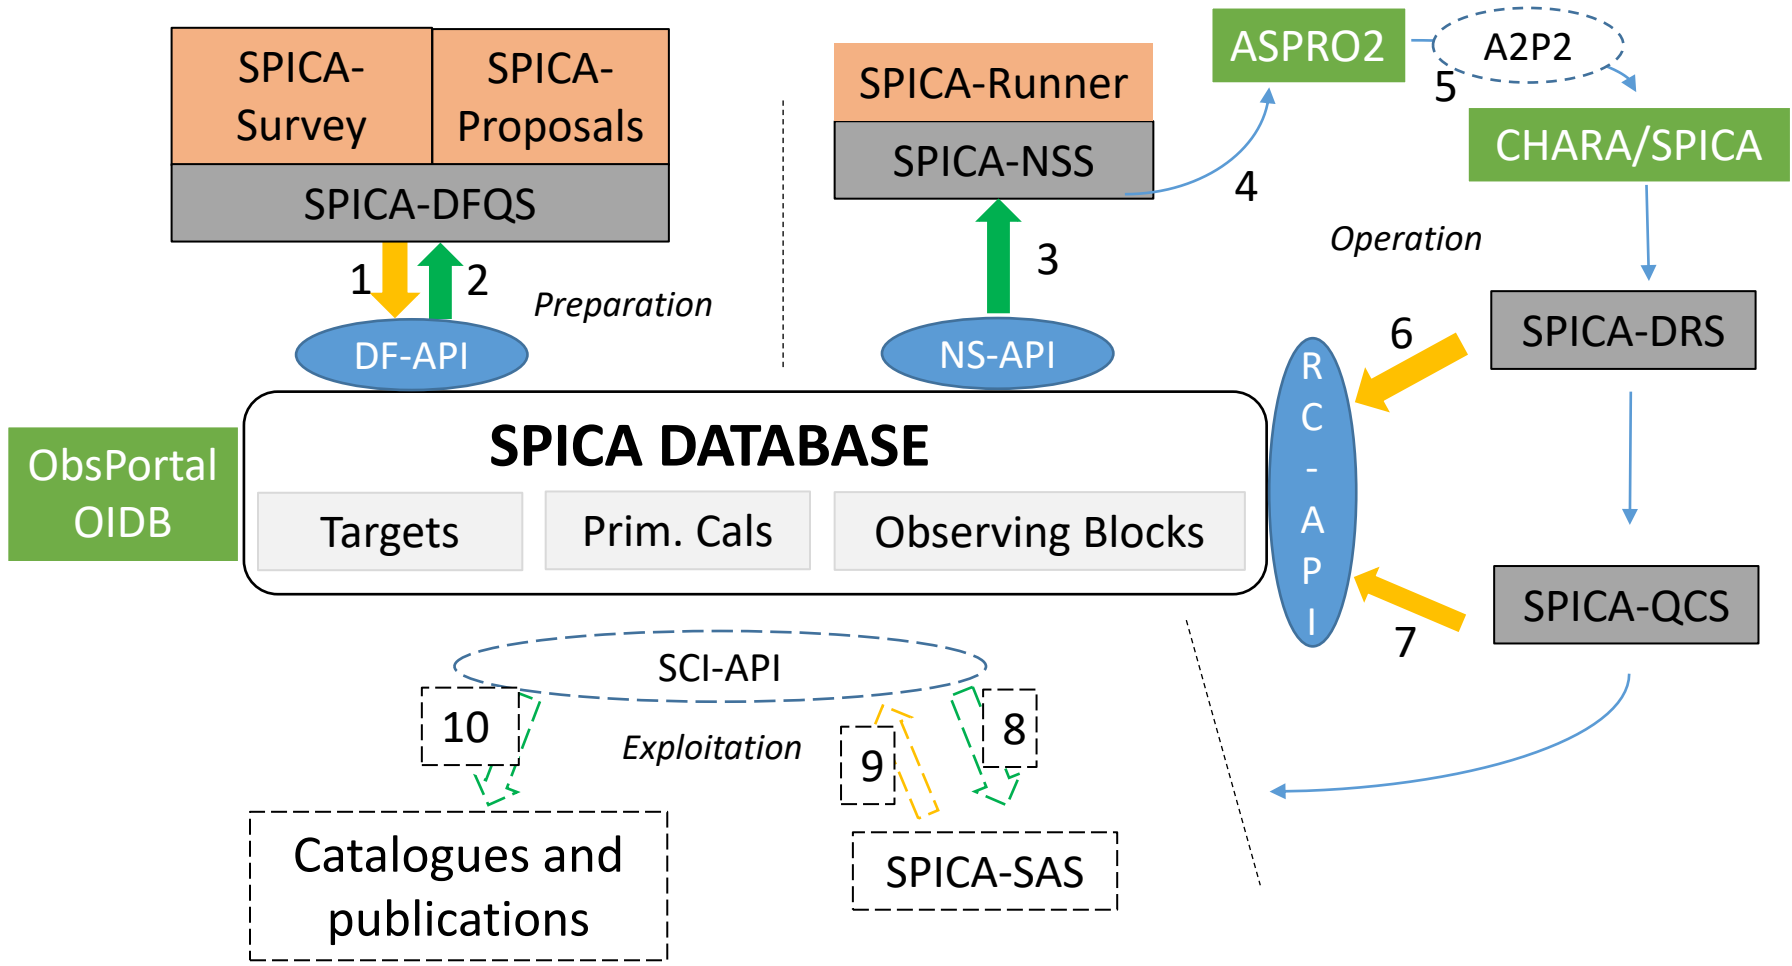 SPICA-
Survey
SPICA-
Proposals
SPICA-DFQS
1
2
Preparation
DF-API
SPICA-Runner
SPICA-NSS
3
4
NS-API
ASPRO2
A2P2
5
CHARA/SPICA
Operation
SPICA-DRS
6
R
C
-
A
P
I
7
SPICA-QCS
ObsPortal
OIDB
SPICA DATABASE
Targets
Prim. Cals
Observing Blocks
SCI-API
10
Exploitation
9
8
Catalogues and
publications
SPICA-SAS